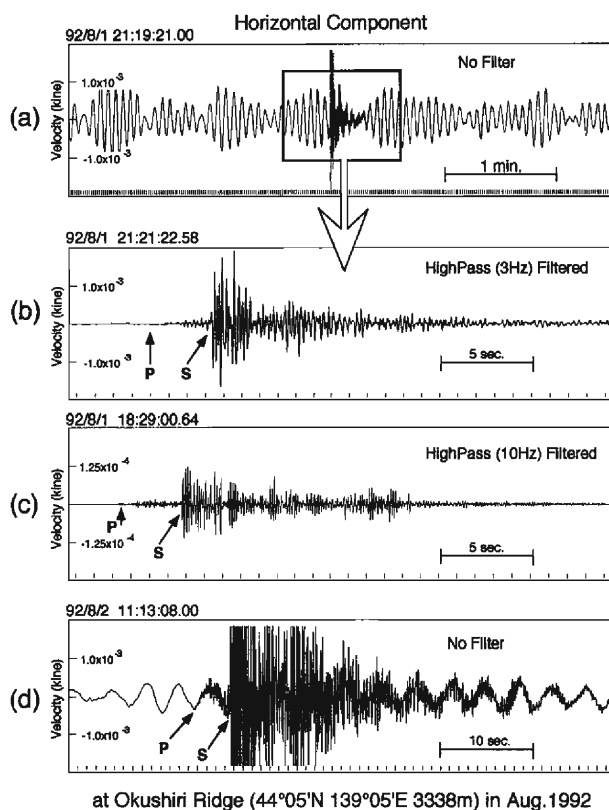 Horizontal Component
92/8/1 21:19:21.00
No Filter
(a)
Velocity (kine)
1.0x10⁻³
-1.0x10⁻³
1 min.
92/8/1 21:21:22.58
HighPass (3Hz) Filtered
(b)
Velocity (kine)
1.0x10⁻³
-1.0x10⁻³
P
S
5 sec.
92/8/1 18:29:00.64
HighPass (10Hz) Filtered
(c)
Velocity (kine)
1.25x10⁻⁴
-1.25x10⁻⁴
P
S
5 sec.
92/8/2 11:13:08.00
No Filter
(d)
Velocity (kine)
1.0x10⁻³
-1.0x10⁻³
P
S
10 sec.
at Okushiri Ridge (44°05'N 139°05'E 3338m) in Aug.1992